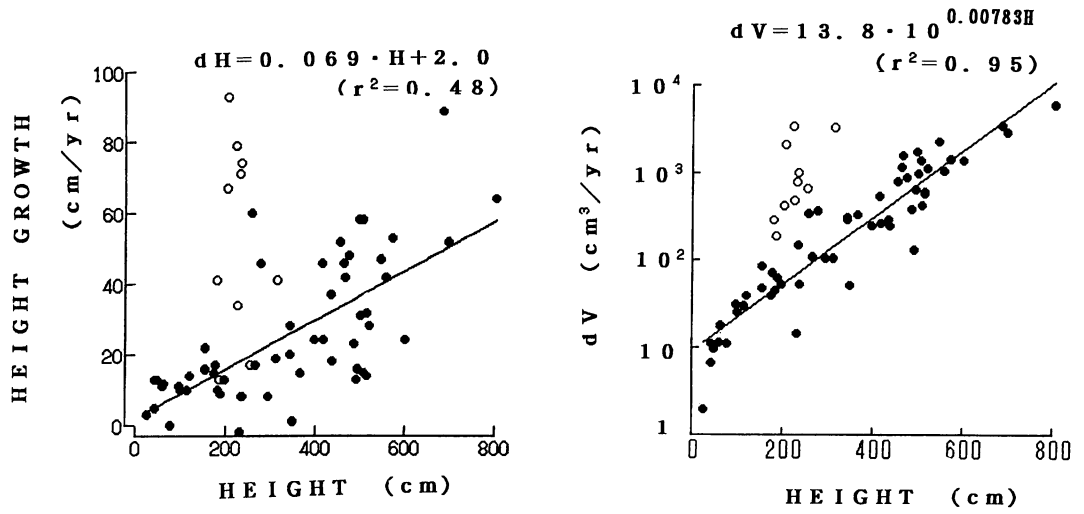 dH=0.069·H+2.0
(r²=0.48)
HEIGHT GROWTH
(cm/yr)
100
80
60
40
20
0
0 200 400 600 800
HEIGHT (cm)
dV=13.8·10^0.00783H
(r²=0.95)
dV (cm³/yr)
10⁴
10³
10²
10
1
0 200 400 600 800
HEIGHT (cm)